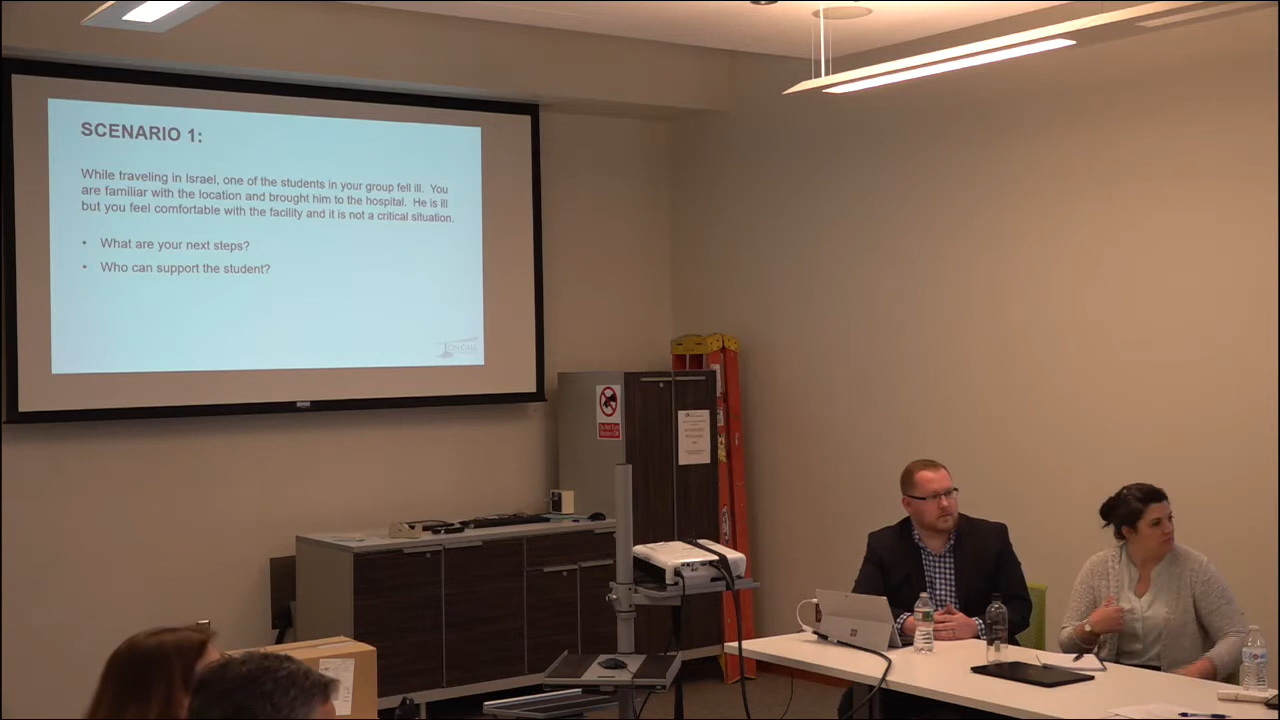 SCENARIO 1:
While traveling in Israel, one of the students in your group fell ill. You
are familiar with the location and brought him to the hospital. He is ill
but you feel comfortable with the facility and it is not a critical situation.
• What are your next steps?
• Who can support the student?
ON CALL